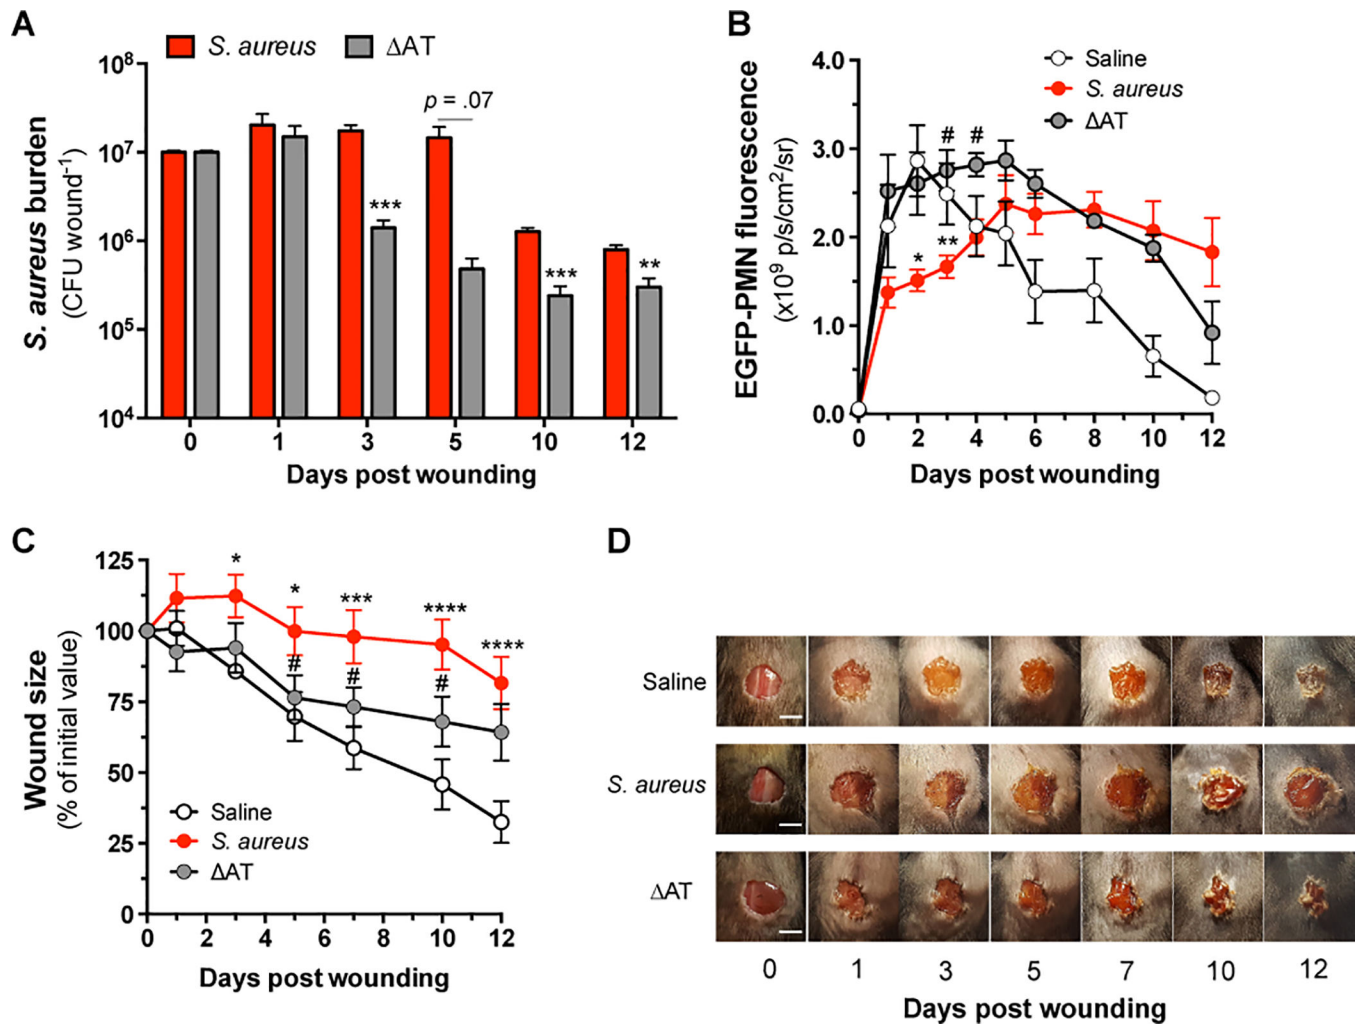 A
S. aureus
ΔAT
S. aureus burden
(CFU wound⁻¹)
10⁸
10⁷
10⁶
10⁵
10⁴
p = .07
***
***
**
0 1 3 5 10 12
Days post wounding
B
Saline
S. aureus
ΔAT
EGFP-PMN fluorescence
(x10⁹ p/s/cm²/sr)
4.0
3.0
2.0
1.0
0.0
# #
* **
0 2 4 6 8 10 12
Days post wounding
C
Wound size
(% of initial value)
125
100
75
50
25
0
* * *** **** ****
# # #
Saline
S. aureus
ΔAT
0 2 4 6 8 10 12
Days post wounding
D
Saline
S. aureus
ΔAT
0 1 3 5 7 10 12
Days post wounding